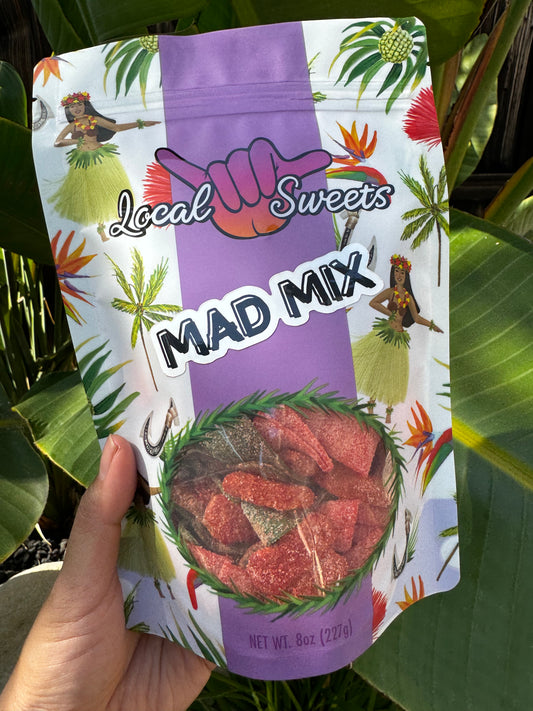 Local Sweets
MAD MIX
NET WT. 8oz (227g)